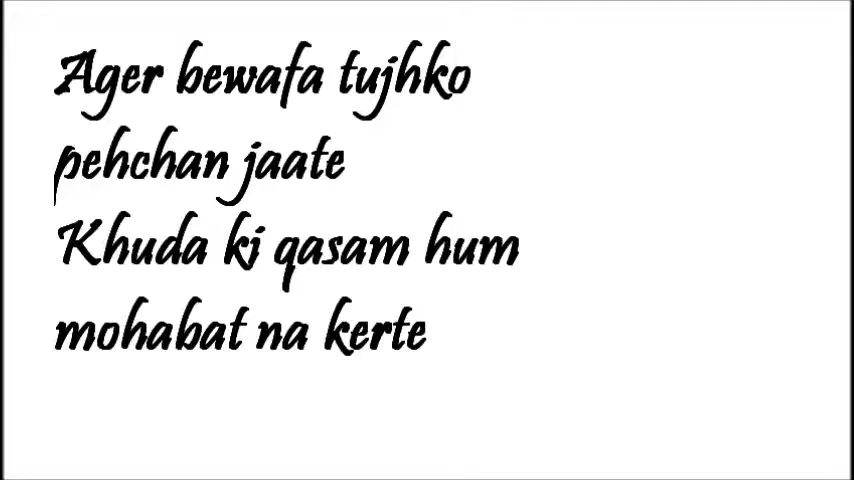 Ager bewafa tujhko
pehchan jaate
Khuda ki qasam hum
mohabat na kerte